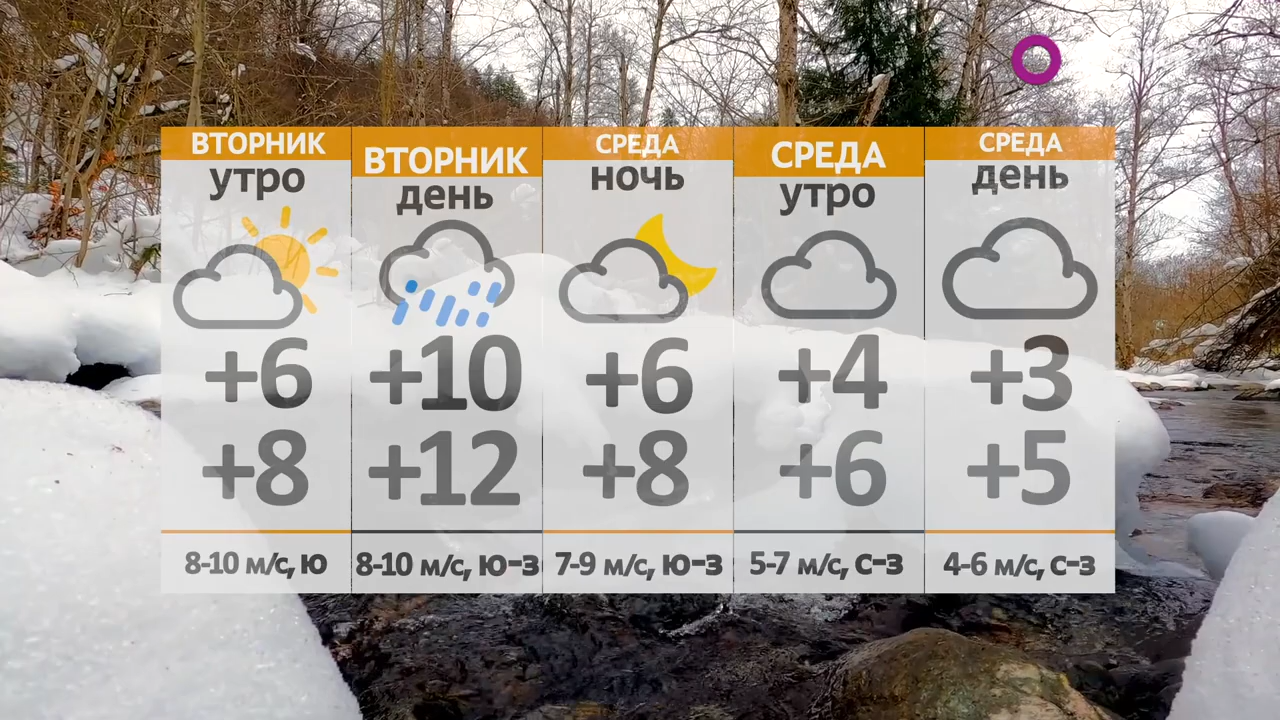 ВТОРНИК
утро
+6
+8
8-10 м/с, ю
ВТОРНИК
день
+10
+12
8-10 м/с, ю-з
СРЕДА
ночь
+6
+8
7-9 м/с, ю-з
СРЕДА
утро
+4
+6
5-7 м/с, с-з
СРЕДА
день
+3
+5
4-6 м/с, с-з